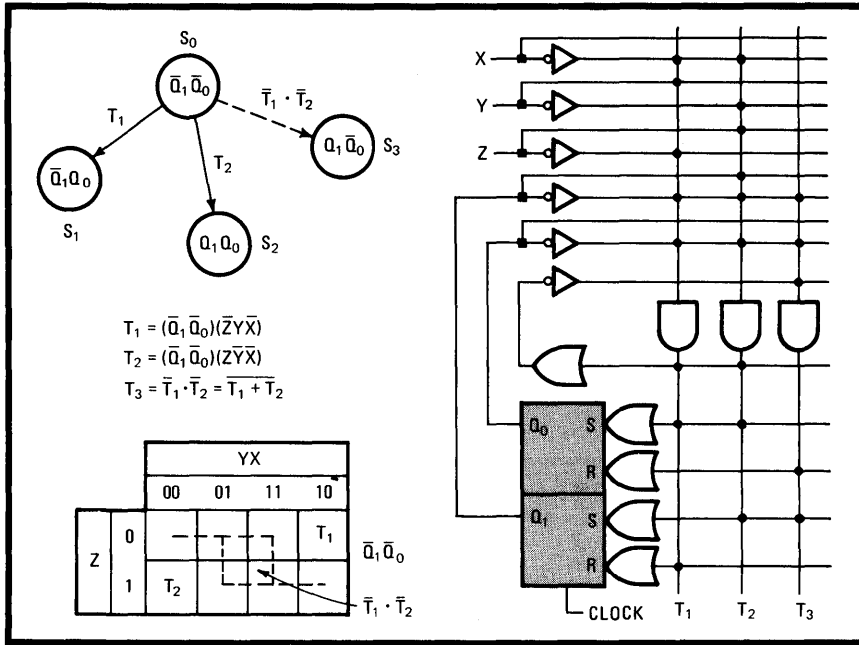 S₀
Q̅₁Q̅₀
T₁
T̅₁ · T̅₂
T₂
Q̅₁Q₀
S₁
Q₁Q₀
S₂
Q₁Q̅₀
S₃
T₁ = (Q̅₁Q̅₀)(Z̅YX̅)
T₂ = (Q̅₁Q̅₀)(ZY̅X̅)
T₃ = T̅₁·T̅₂ = \overline{T₁ + T₂}
YX
00 01 11 10
Z
0 T₁
1 T₂
Q̅₁Q̅₀
T̅₁ · T̅₂
X
Y
Z
Q₀ S
R
Q₁ S
R
CLOCK
T₁ T₂ T₃